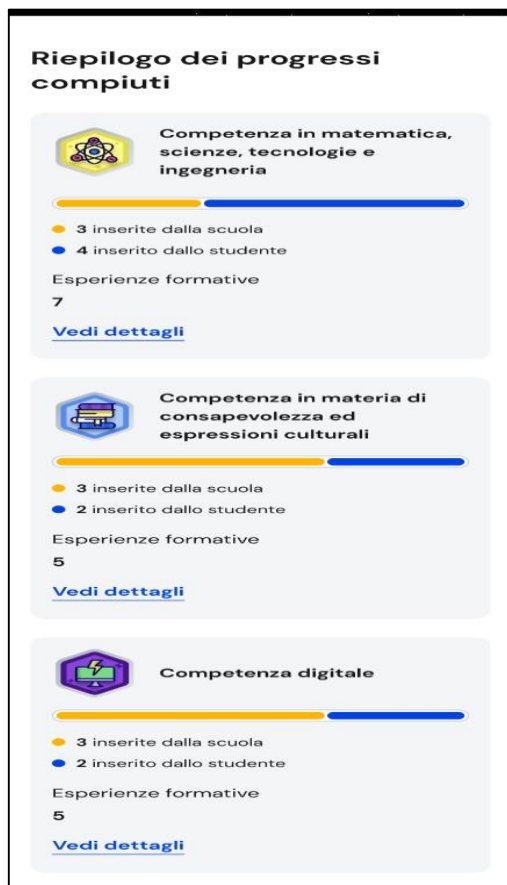 Riepilogo dei progressi
compiuti
Competenza in matematica,
scienze, tecnologie e
ingegneria
3 inserite dalla scuola
4 inserito dallo studente
Esperienze formative
7
Vedi dettagli
Competenza in materia di
consapevolezza ed
espressioni culturali
3 inserite dalla scuola
2 inserito dallo studente
Esperienze formative
5
Vedi dettagli
Competenza digitale
3 inserite dalla scuola
2 inserito dallo studente
Esperienze formative
5
Vedi dettagli